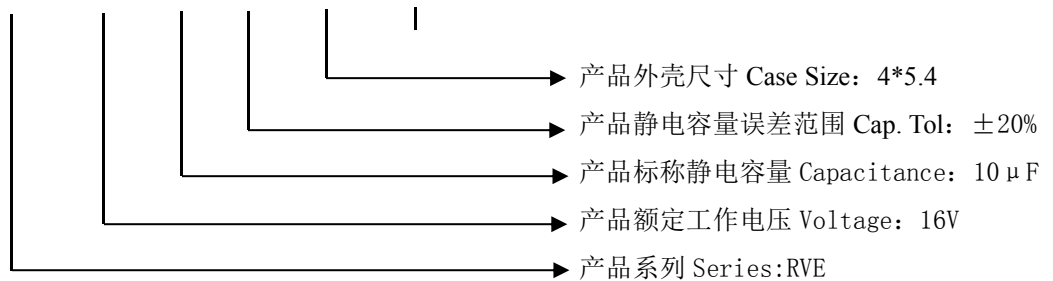 产品外壳尺寸 Case Size：4*5.4
产品静电容量误差范围 Cap. Tol：±20%
产品标称静电容量 Capacitance：10μF
产品额定工作电压 Voltage：16V
产品系列 Series:RVE